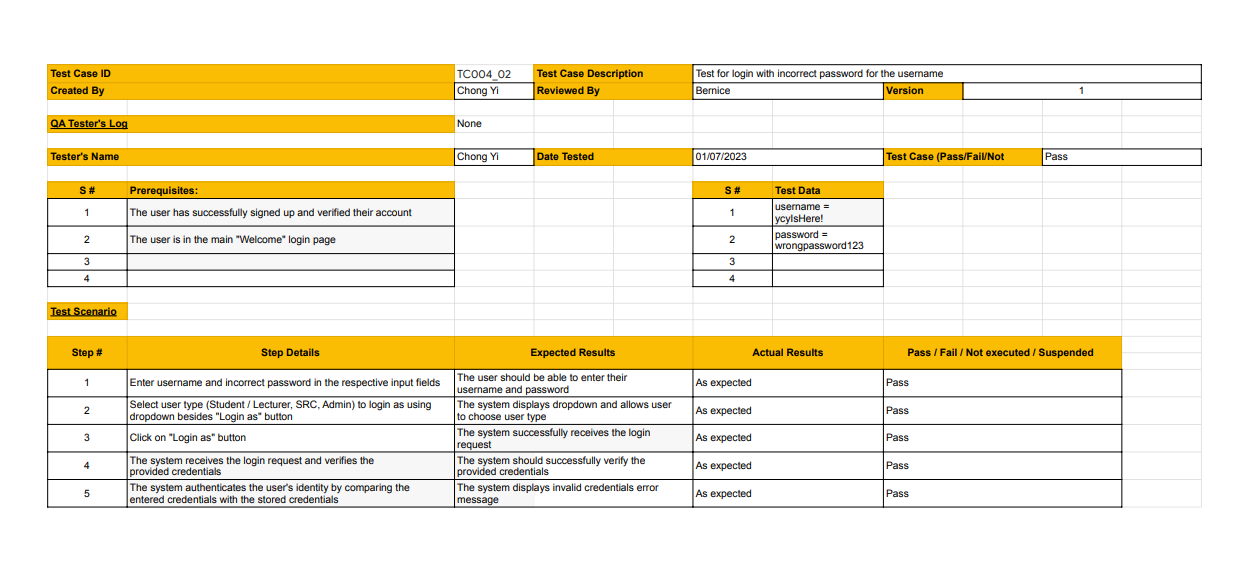 Test Case ID TC004_02 Test Case Description Test for login with incorrect password for the username
Created By Chong Yi Reviewed By Bernice Version 1
QA Tester's Log None
Tester's Name Chong Yi Date Tested 01/07/2023 Test Case (Pass/Fail/Not Pass
S # Prerequisites: S # Test Data
1 The user has successfully signed up and verified their account 1 username =
ycyIsHere!
2 The user is in the main "Welcome" login page 2 password =
wrongpassword123
3 3
4 4
Test Scenario
Step # Step Details Expected Results Actual Results Pass / Fail / Not executed / Suspended
1 Enter username and incorrect password in the respective input fields The user should be able to enter their
username and password As expected Pass
2 Select user type (Student / Lecturer, SRC, Admin) to login as using
dropdown besides "Login as" button The system displays dropdown and allows user
to choose user type As expected Pass
3 Click on "Login as" button The system successfully receives the login
request As expected Pass
4 The system receives the login request and verifies the
provided credentials The system should successfully verify the
provided credentials As expected Pass
5 The system authenticates the user's identity by comparing the
entered credentials with the stored credentials The system displays invalid credentials error
message As expected Pass